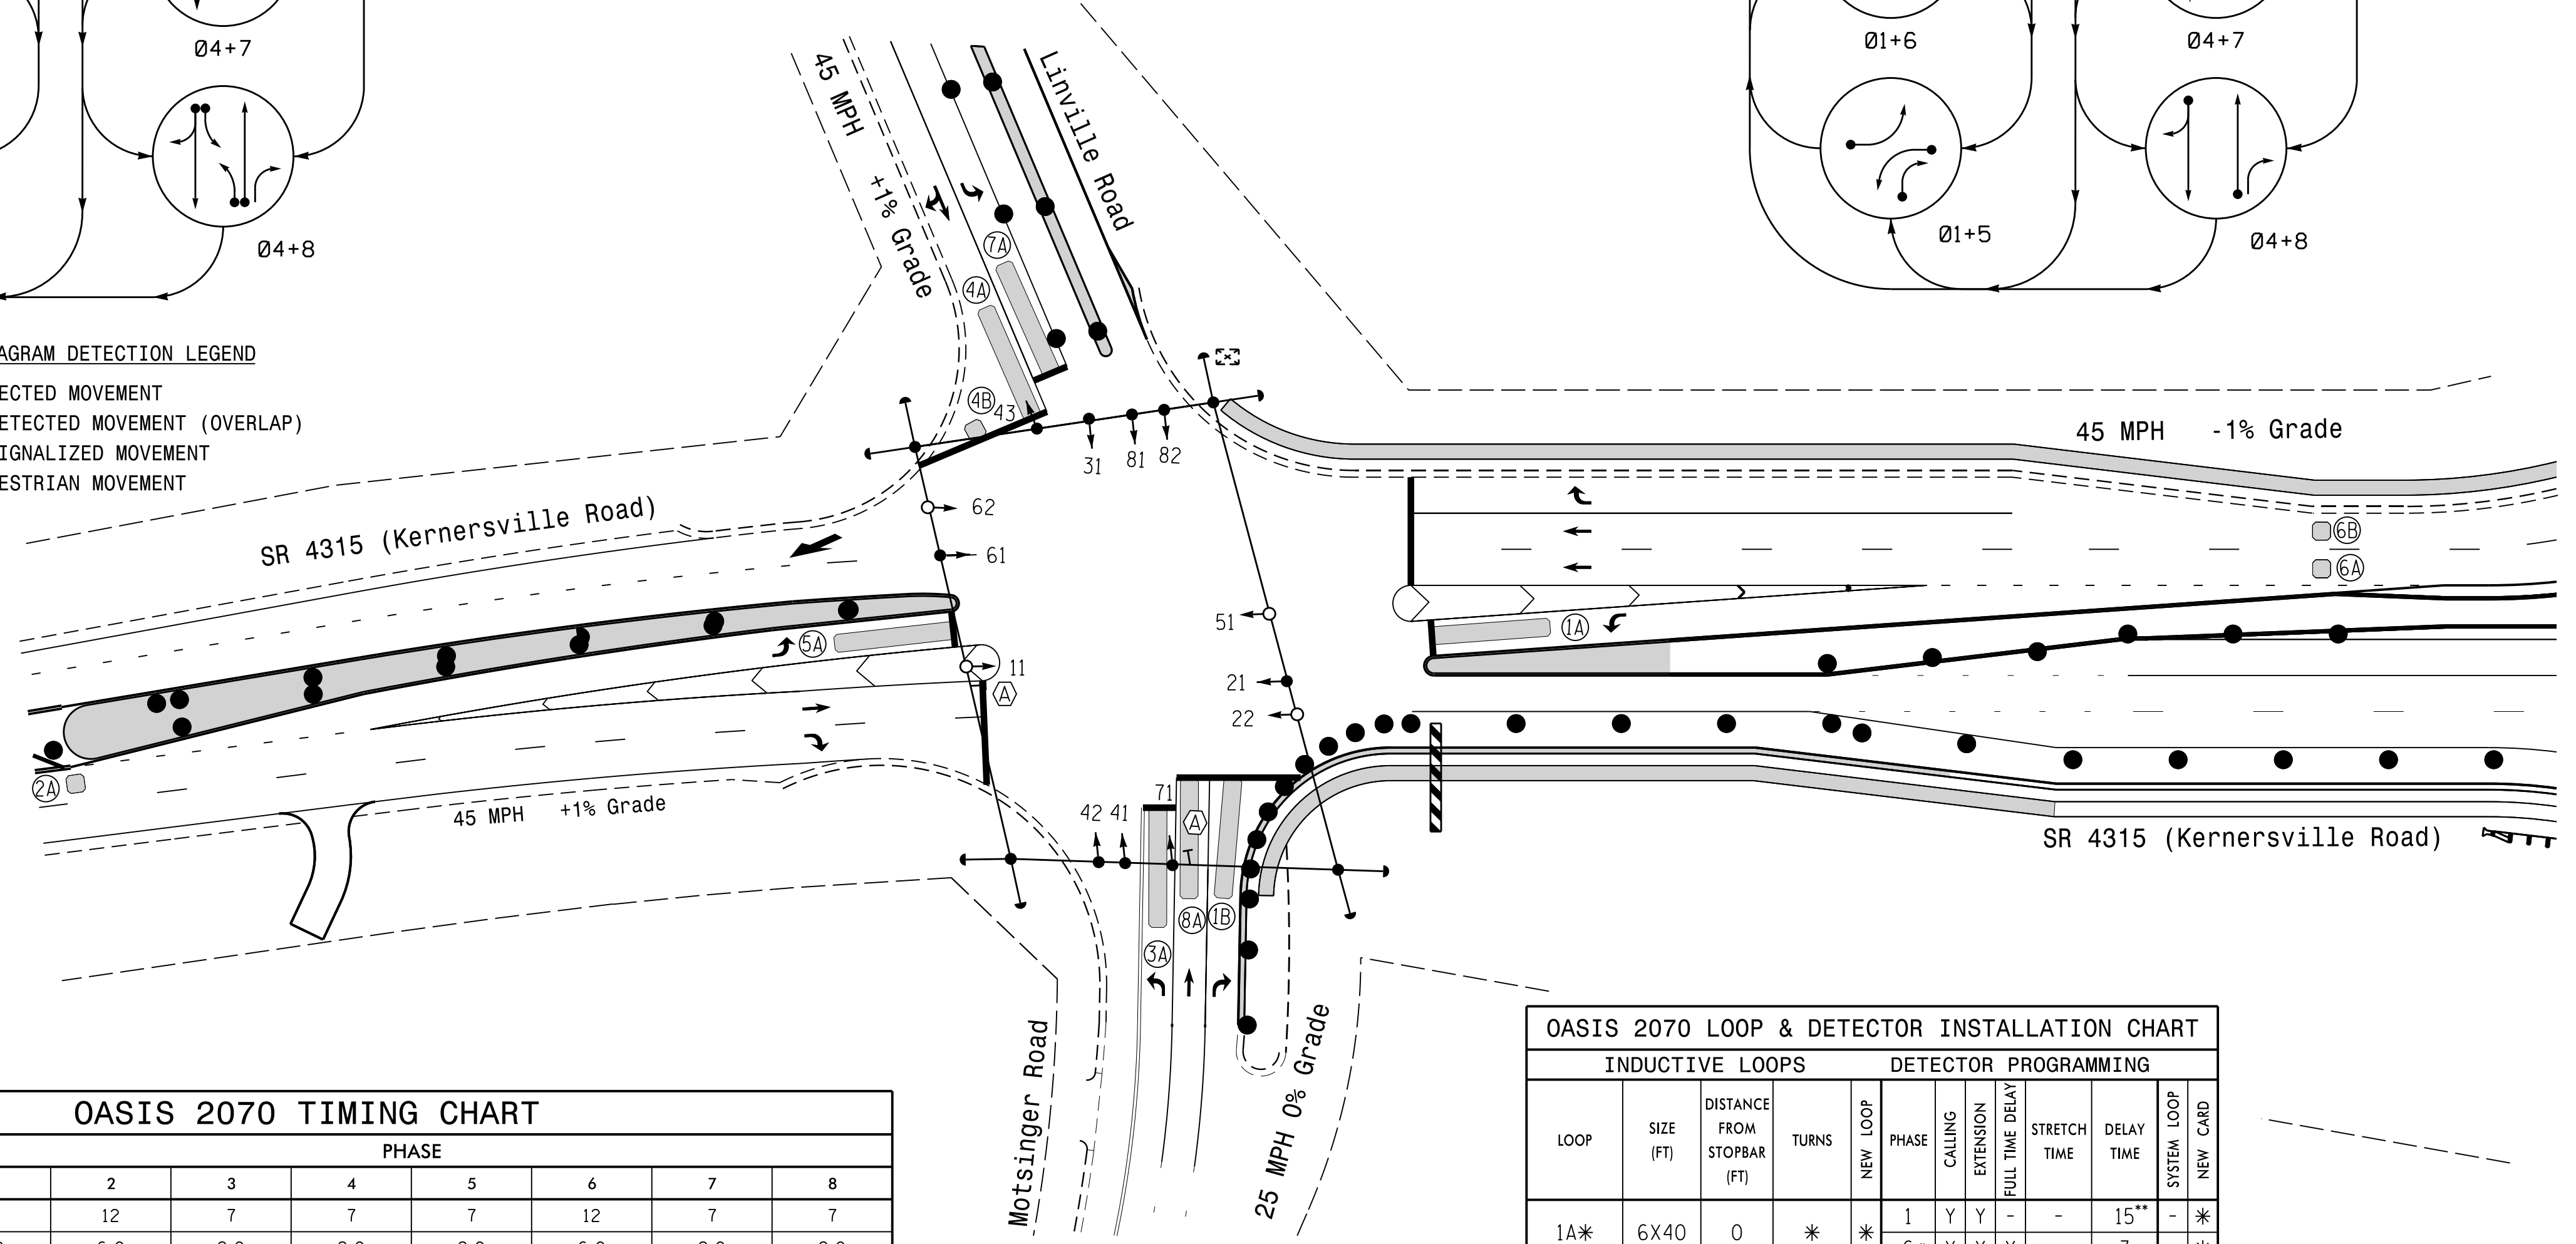 Ø4+7
Ø4+8
Ø1+6
Ø4+7
Ø1+5
Ø4+8
AGRAM DETECTION LEGEND
ECTED MOVEMENT
ETECTED MOVEMENT (OVERLAP)
IGNALIZED MOVEMENT
ESTRIAN MOVEMENT
45 MPH +1% Grade
Linville Road
7A
4A
4B
43
31
81
82
62
61
11
A
51
21
22
SR 4315 (Kernersville Road)
5A
2A
45 MPH +1% Grade
45 MPH -1% Grade
6B
6A
1A
SR 4315 (Kernersville Road)
42
41
71
A
8A
1B
3A
Motsinger Road
25 MPH 0% Grade
OASIS 2070 TIMING CHART
PHASE
2 3 4 5 6 7 8
12 7 7 7 12 7 7
OASIS 2070 LOOP & DETECTOR INSTALLATION CHART
INDUCTIVE LOOPS DETECTOR PROGRAMMING
LOOP
SIZE (FT)
DISTANCE FROM STOPBAR (FT)
TURNS
NEW LOOP
PHASE
CALLING
EXTENSION
FULL TIME DELAY
STRETCH TIME
DELAY TIME
SYSTEM LOOP
NEW CARD
1A* 6X40 0 * * 1 Y Y - - 15** - *